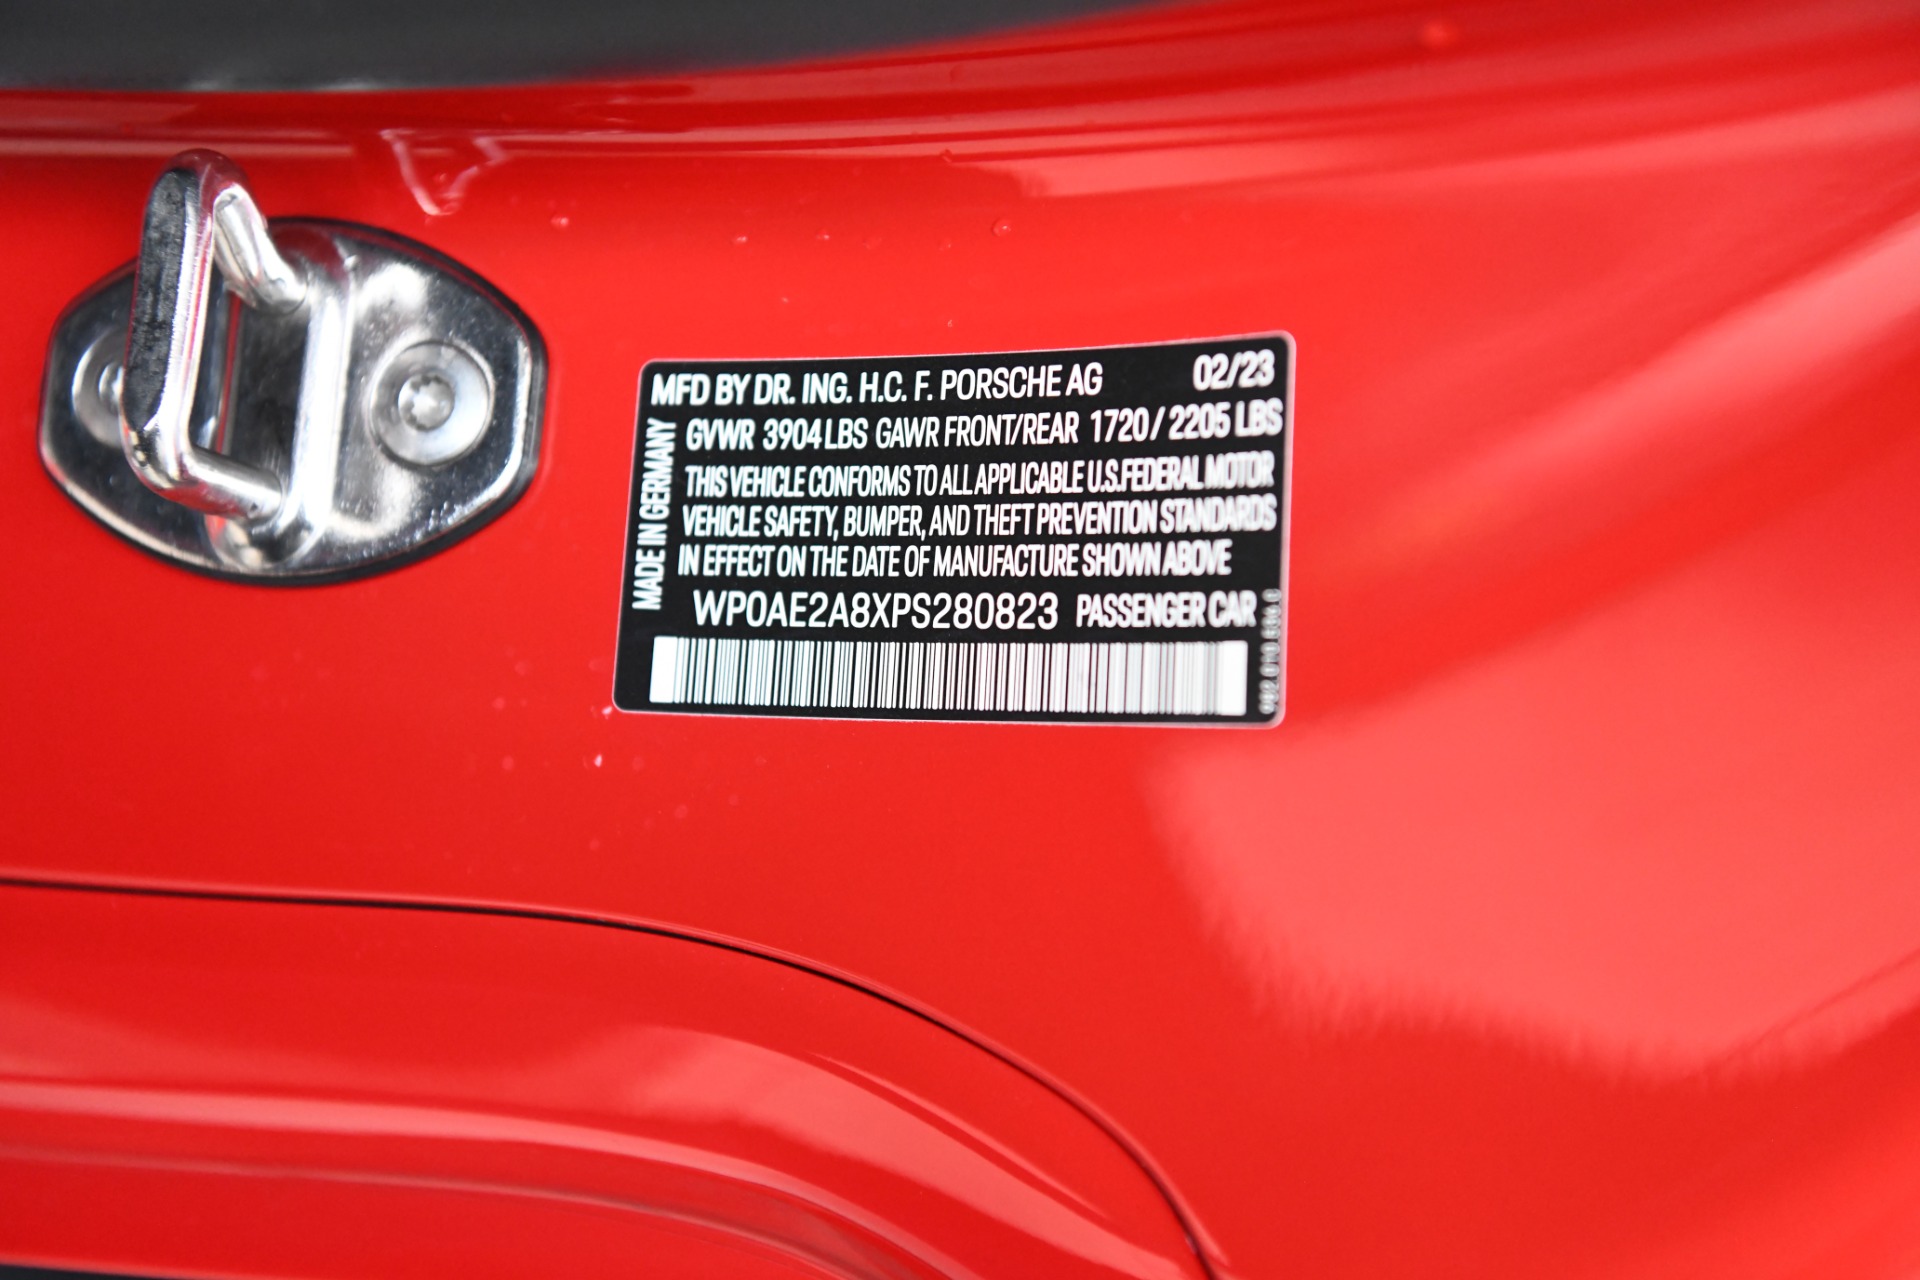 MFD BY DR. ING. H.C. F. PORSCHE AG 02/23
GVWR 3904 LBS GAWR FRONT/REAR 1720 / 2205 LBS
THIS VEHICLE CONFORMS TO ALL APPLICABLE U.S. FEDERAL MOTOR
VEHICLE SAFETY, BUMPER, AND THEFT PREVENTION STANDARDS
IN EFFECT ON THE DATE OF MANUFACTURE SHOWN ABOVE
WP0AE2A8XPS280823 PASSENGER CAR
MADE IN GERMANY